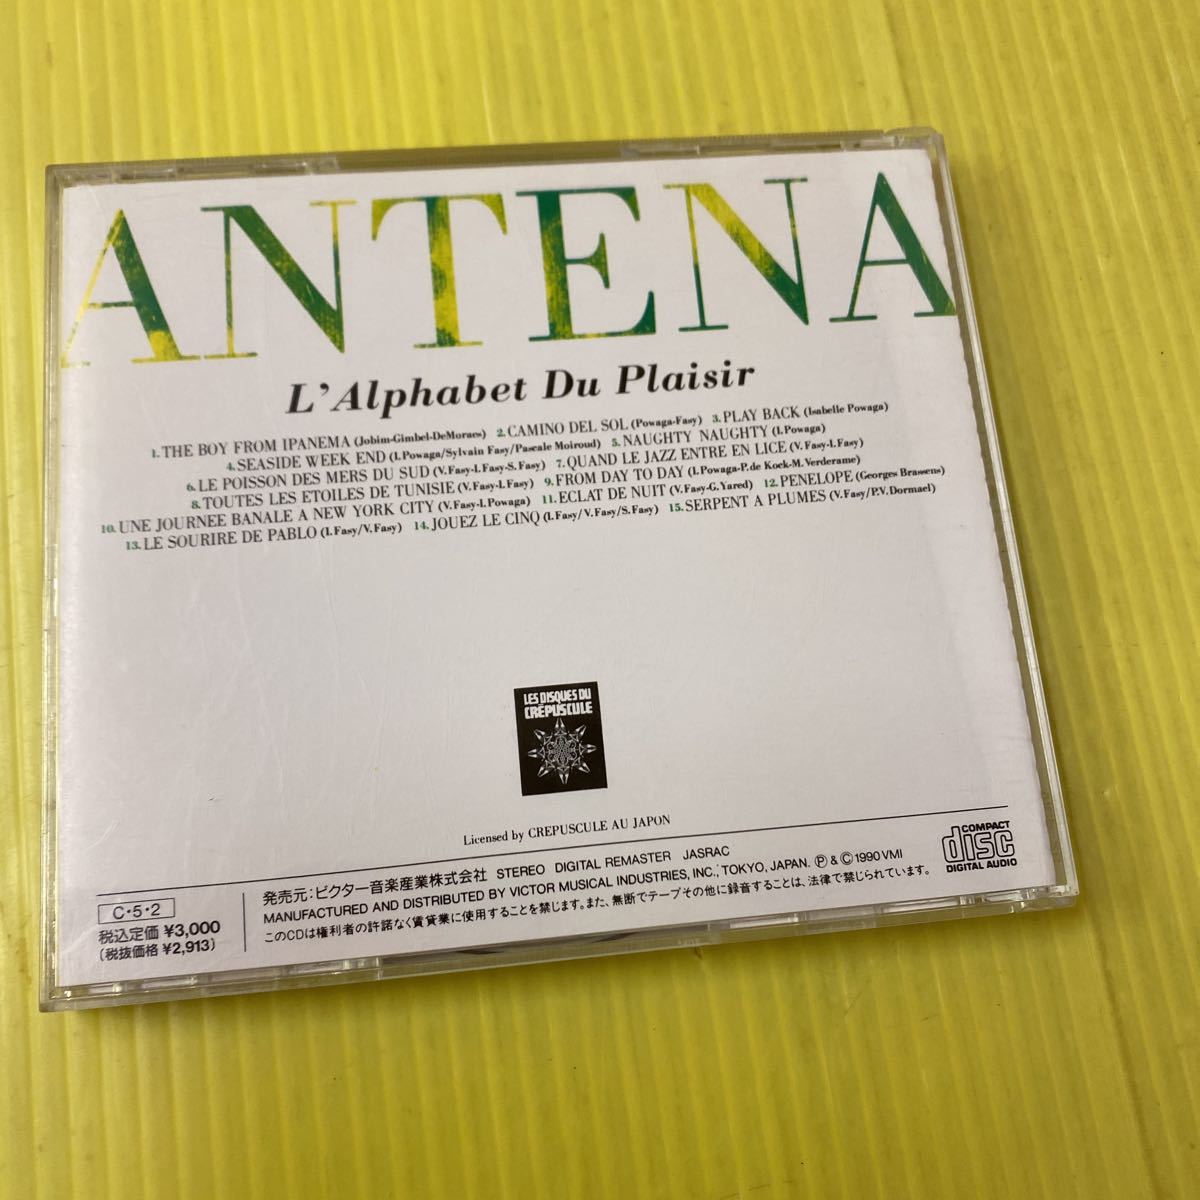 ANTENA
L'Alphabet Du Plaisir
1. THE BOY FROM IPANEMA (Jobim-Gimbel-DeMoraes) 2. CAMINO DEL SOL (Powaga-Fasy) 3. PLAY BACK (Isabelle Powaga)
4. SEASIDE WEEK END (I.Powaga/Sylvain Fasy/Pascale Moiroud) 5. NAUGHTY NAUGHTY (I.Powaga)
6. LE POISSON DES MERS DU SUD (V.Fasy-I.Fasy-S.Fasy) 7. QUAND LE JAZZ ENTRE EN LICE (V.Fasy-I.Fasy)
8. TOUTES LES ETOILES DE TUNISIE (V.Fasy-I.Fasy) 9. FROM DAY TO DAY (I.Powaga-P.de Kock-M.Verderame)
10. UNE JOURNEE BANALE A NEW YORK CITY (V.Fasy-I.Powaga) 11. ECLAT DE NUIT (V.Fasy-G.Yared) 12. PENELOPE (Georges Brassens)
13. LE SOURIRE DE PABLO (I.Fasy/V.Fasy) 14. JOUEZ LE CINQ (I.Fasy/V.Fasy/S.Fasy) 15. SERPENT A PLUMES (V.Fasy/P.V.Dormael)
LES DISQUES DU
CRÉPUSCULE
Licensed by CREPUSCULE AU JAPON
C・5・2
税込定価 ¥3,000
(税抜価格 ¥2,913)
発売元:ビクター音楽産業株式会社 STEREO DIGITAL REMASTER JASRAC
MANUFACTURED AND DISTRIBUTED BY VICTOR MUSICAL INDUSTRIES, INC., TOKYO, JAPAN. Ⓟ & Ⓒ 1990 VMI
このCDは権利者の許諾なく賃貸業に使用することを禁じます。また、無断でテープその他に録音することは、法律で禁じられています。
COMPACT
disc
DIGITAL AUDIO